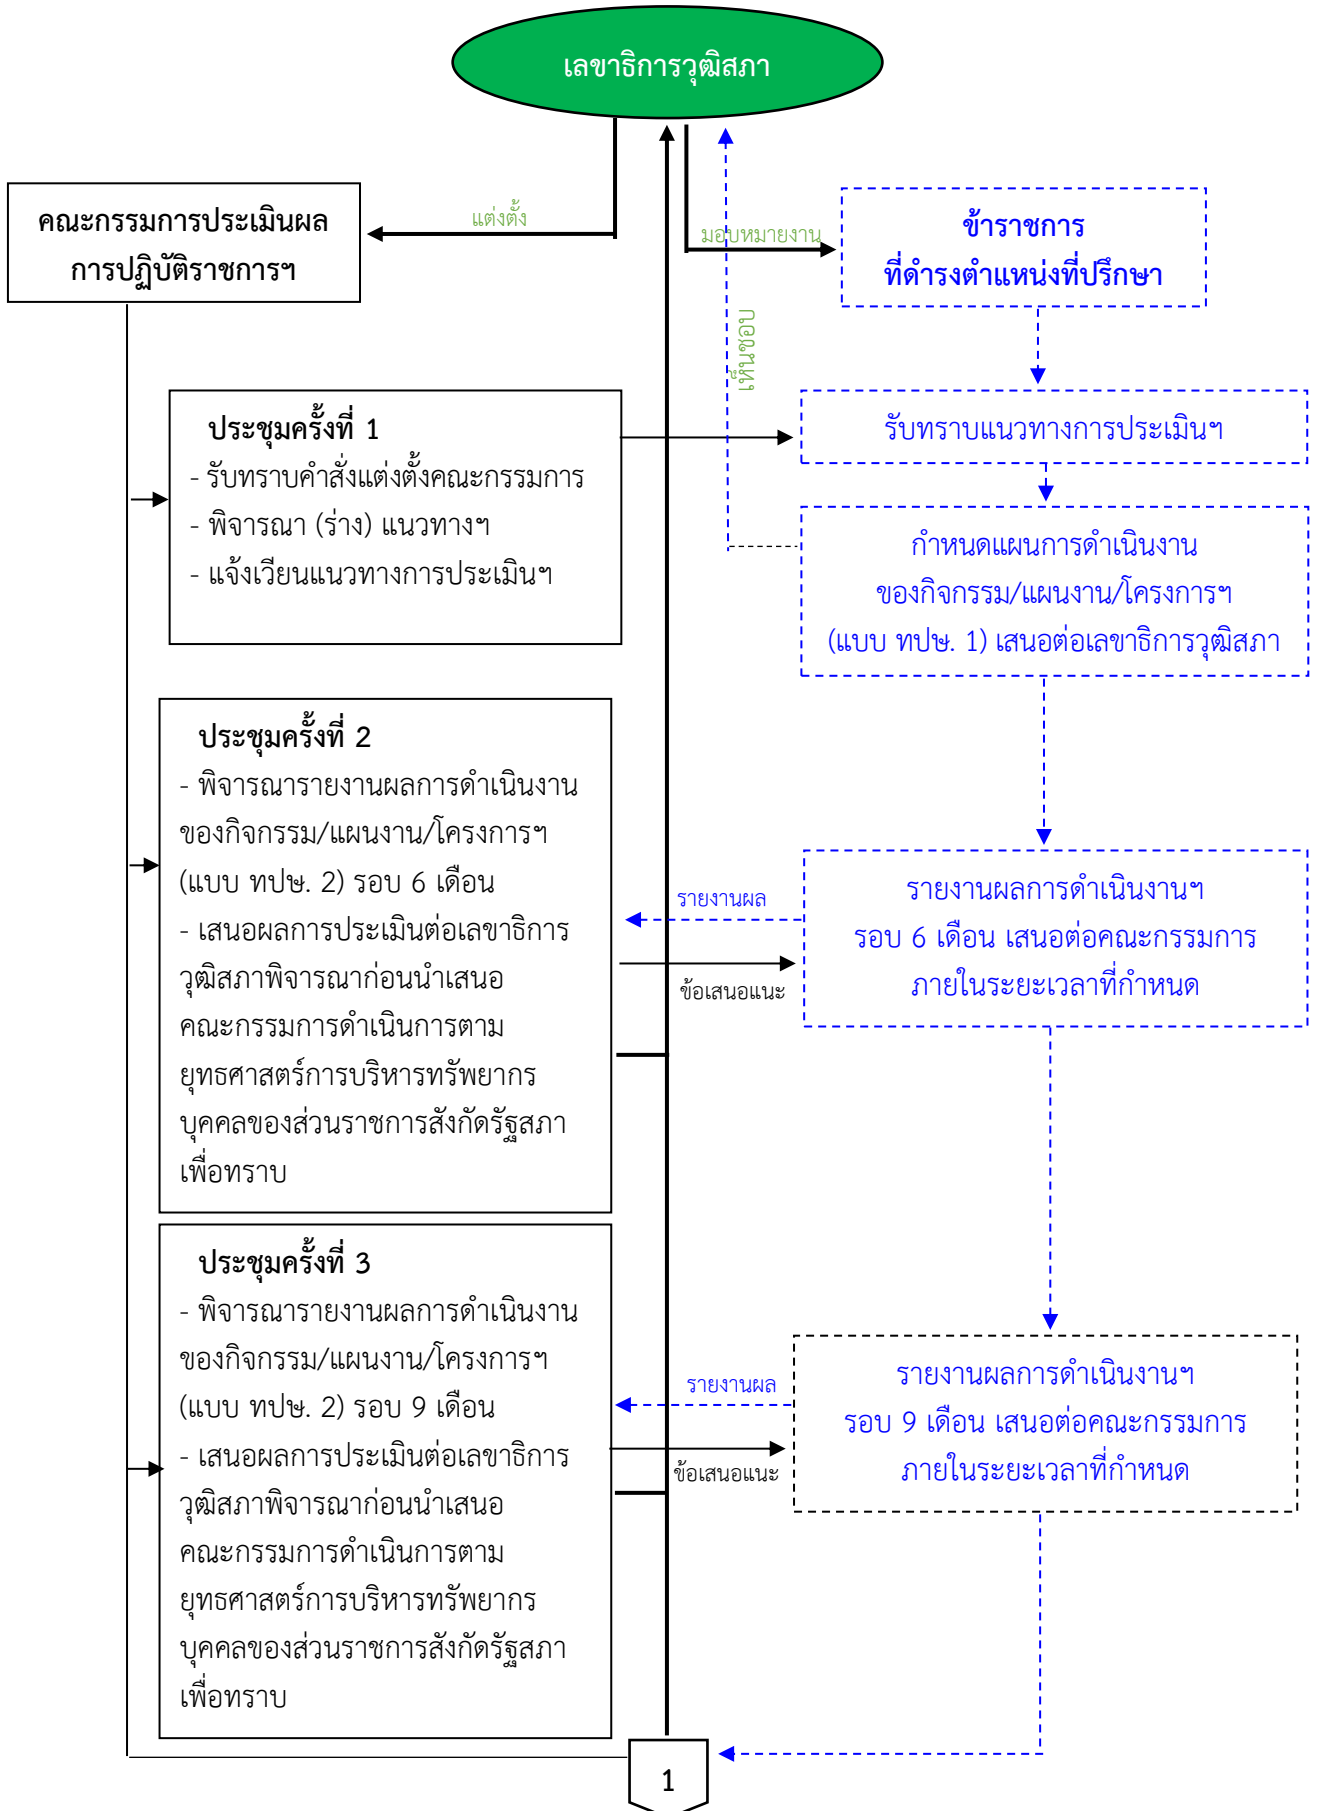 เลขาธิการวุฒิสภา
คณะกรรมการประเมินผล
การปฏิบัติราชการฯ
แต่งตั้ง
มอบหมายงาน
ข้าราชการ
ที่ดำรงตำแหน่งที่ปรึกษา
เห็นชอบ
ประชุมครั้งที่ 1
- รับทราบคำสั่งแต่งตั้งคณะกรรมการ
- พิจารณา (ร่าง) แนวทางฯ
- แจ้งเวียนแนวทางการประเมินฯ
รับทราบแนวทางการประเมินฯ
กำหนดแผนการดำเนินงาน
ของกิจกรรม/แผนงาน/โครงการฯ
(แบบ ทปษ. 1) เสนอต่อเลขาธิการวุฒิสภา
ประชุมครั้งที่ 2
- พิจารณารายงานผลการดำเนินงาน
ของกิจกรรม/แผนงาน/โครงการฯ
(แบบ ทปษ. 2) รอบ 6 เดือน
- เสนอผลการประเมินต่อเลขาธิการ
วุฒิสภาพิจารณาก่อนนำเสนอ
คณะกรรมการดำเนินการตาม
ยุทธศาสตร์การบริหารทรัพยากร
บุคคลของส่วนราชการสังกัดรัฐสภา
เพื่อทราบ
รายงานผล
ข้อเสนอแนะ
รายงานผลการดำเนินงานฯ
รอบ 6 เดือน เสนอต่อคณะกรรมการ
ภายในระยะเวลาที่กำหนด
ประชุมครั้งที่ 3
- พิจารณารายงานผลการดำเนินงาน
ของกิจกรรม/แผนงาน/โครงการฯ
(แบบ ทปษ. 2) รอบ 9 เดือน
- เสนอผลการประเมินต่อเลขาธิการ
วุฒิสภาพิจารณาก่อนนำเสนอ
คณะกรรมการดำเนินการตาม
ยุทธศาสตร์การบริหารทรัพยากร
บุคคลของส่วนราชการสังกัดรัฐสภา
เพื่อทราบ
รายงานผล
ข้อเสนอแนะ
รายงานผลการดำเนินงานฯ
รอบ 9 เดือน เสนอต่อคณะกรรมการ
ภายในระยะเวลาที่กำหนด
1